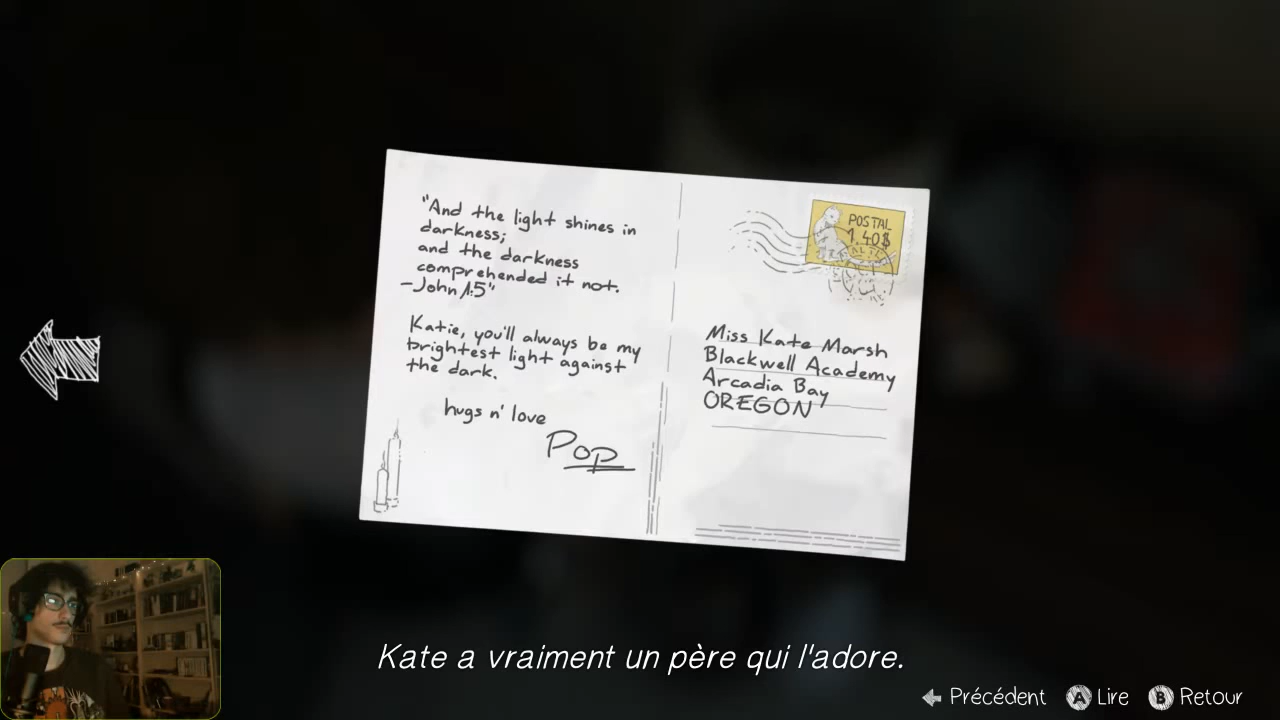 "And the light shines in
darkness;
and the darkness
comprehended it not.
-John 1:5"
Katie, you'll always be my
brightest light against
the dark.
hugs n' love
Pop
POSTAL
1.40$
Miss Kate Marsh
Blackwell Academy
Arcadia Bay
OREGON
Kate a vraiment un père qui l'adore.
Précédent A Lire B Retour